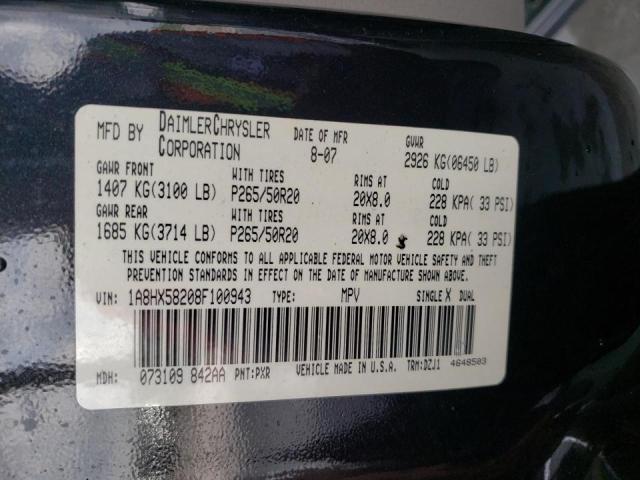 MFD BY DAIMLERCHRYSLER CORPORATION DATE OF MFR 8-07 GVWR 2926 KG(06450 LB)
GAWR FRONT WITH TIRES RIMS AT COLD
1407 KG(3100 LB) P265/50R20 20X8.0 228 KPA( 33 PSI)
GAWR REAR WITH TIRES RIMS AT COLD
1685 KG(3714 LB) P265/50R20 20X8.0 228 KPA( 33 PSI)
THIS VEHICLE CONFORMS TO ALL APPLICABLE FEDERAL MOTOR VEHICLE SAFETY AND THEFT
PREVENTION STANDARDS IN EFFECT ON THE DATE OF MANUFACTURE SHOWN ABOVE.
VIN: 1A8HX58208F100943 TYPE: MPV SINGLE X DUAL
MDH: 073109 842AA PNT:PXR VEHICLE MADE IN U.S.A. TRM:DZJ1 4648503